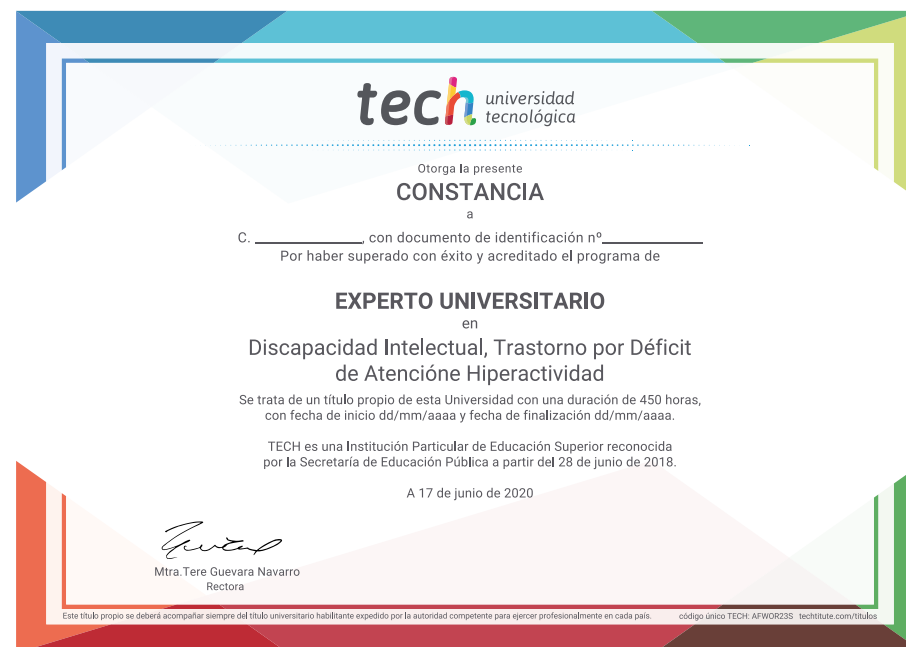 tech universidad
tecnológica
Otorga la presente
CONSTANCIA
a
C. ______________, con documento de identificación nº_____________
Por haber superado con éxito y acreditado el programa de
EXPERTO UNIVERSITARIO
en
Discapacidad Intelectual, Trastorno por Déficit
de Atencióne Hiperactividad
Se trata de un título propio de esta Universidad con una duración de 450 horas,
con fecha de inicio dd/mm/aaaa y fecha de finalización dd/mm/aaaa.
TECH es una Institución Particular de Educación Superior reconocida
por la Secretaría de Educación Pública a partir del 28 de junio de 2018.
A 17 de junio de 2020
Mtra.Tere Guevara Navarro
Rectora
Este título propio se deberá acompañar siempre del título universitario habilitante expedido por la autoridad competente para ejercer profesionalmente en cada país. código único TECH: AFWOR23S techtitute.com/titulos